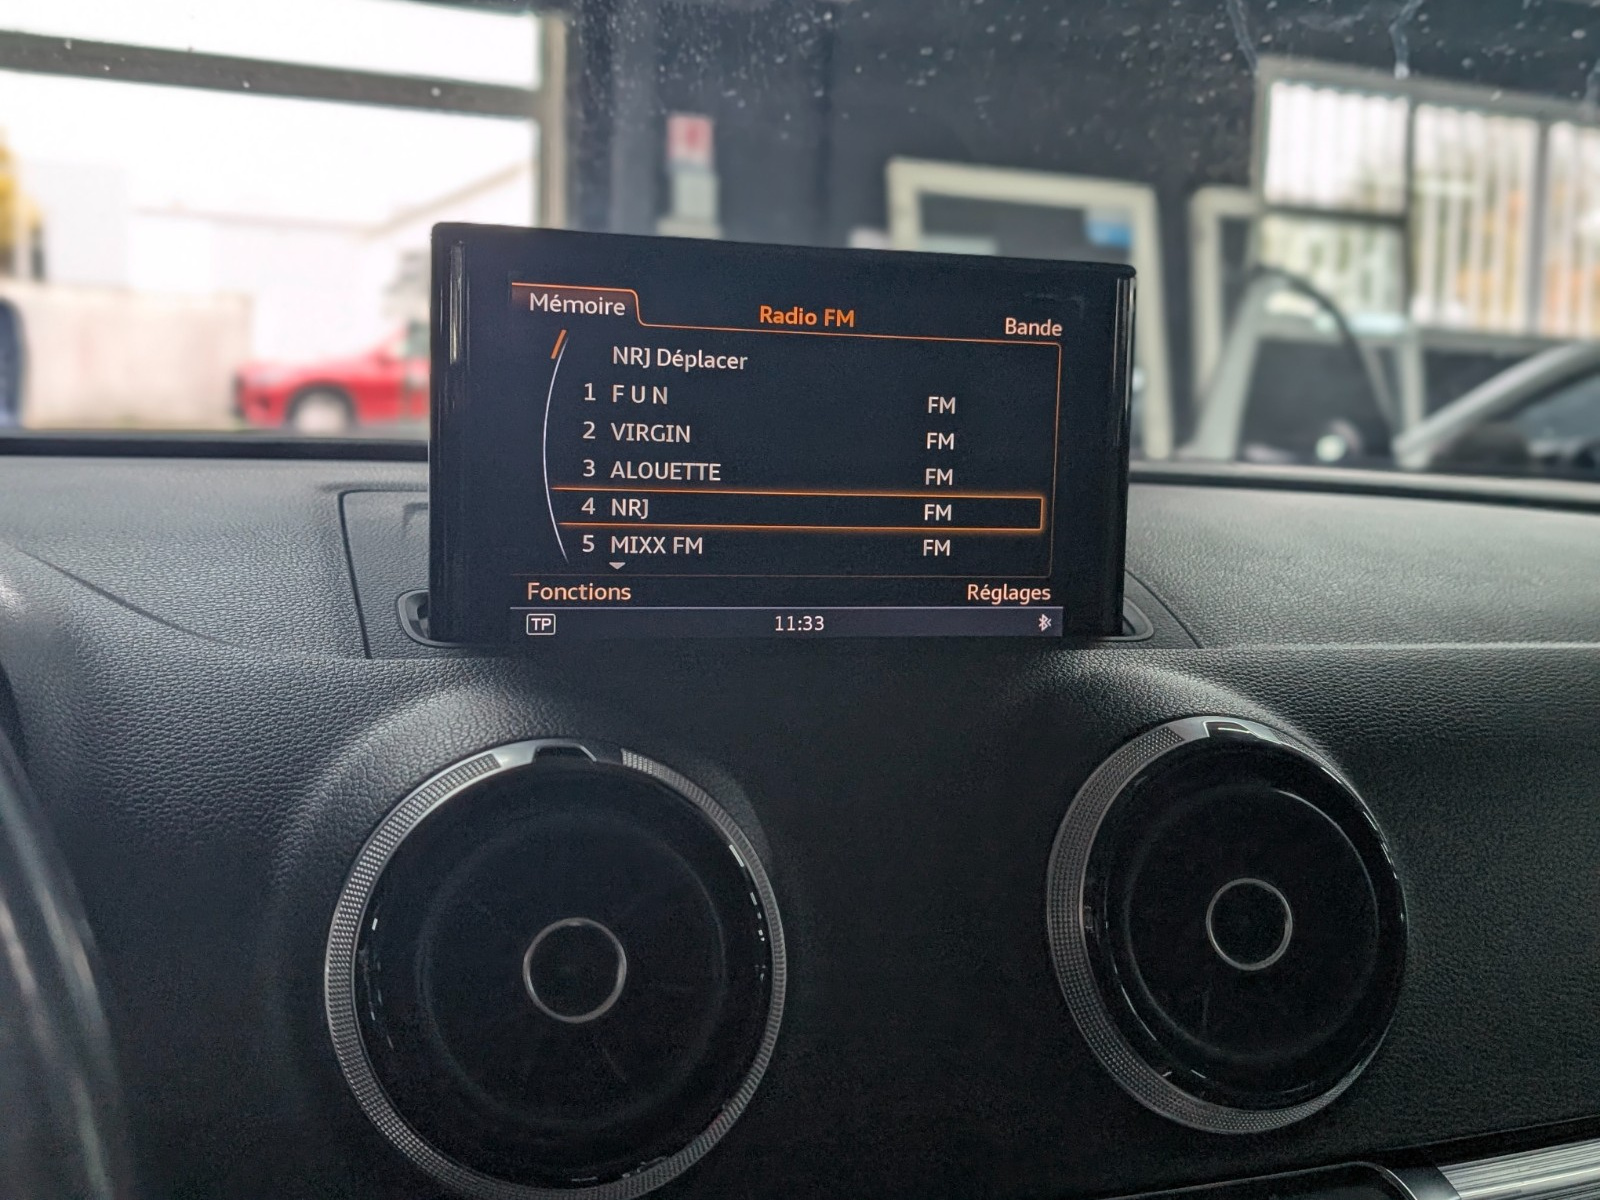 Mémoire Radio FM Bande
NRJ Déplacer
1 F U N FM
2 VIRGIN FM
3 ALOUETTE FM
4 NRJ FM
5 MIXX FM FM
Fonctions Réglages
TP 11:33